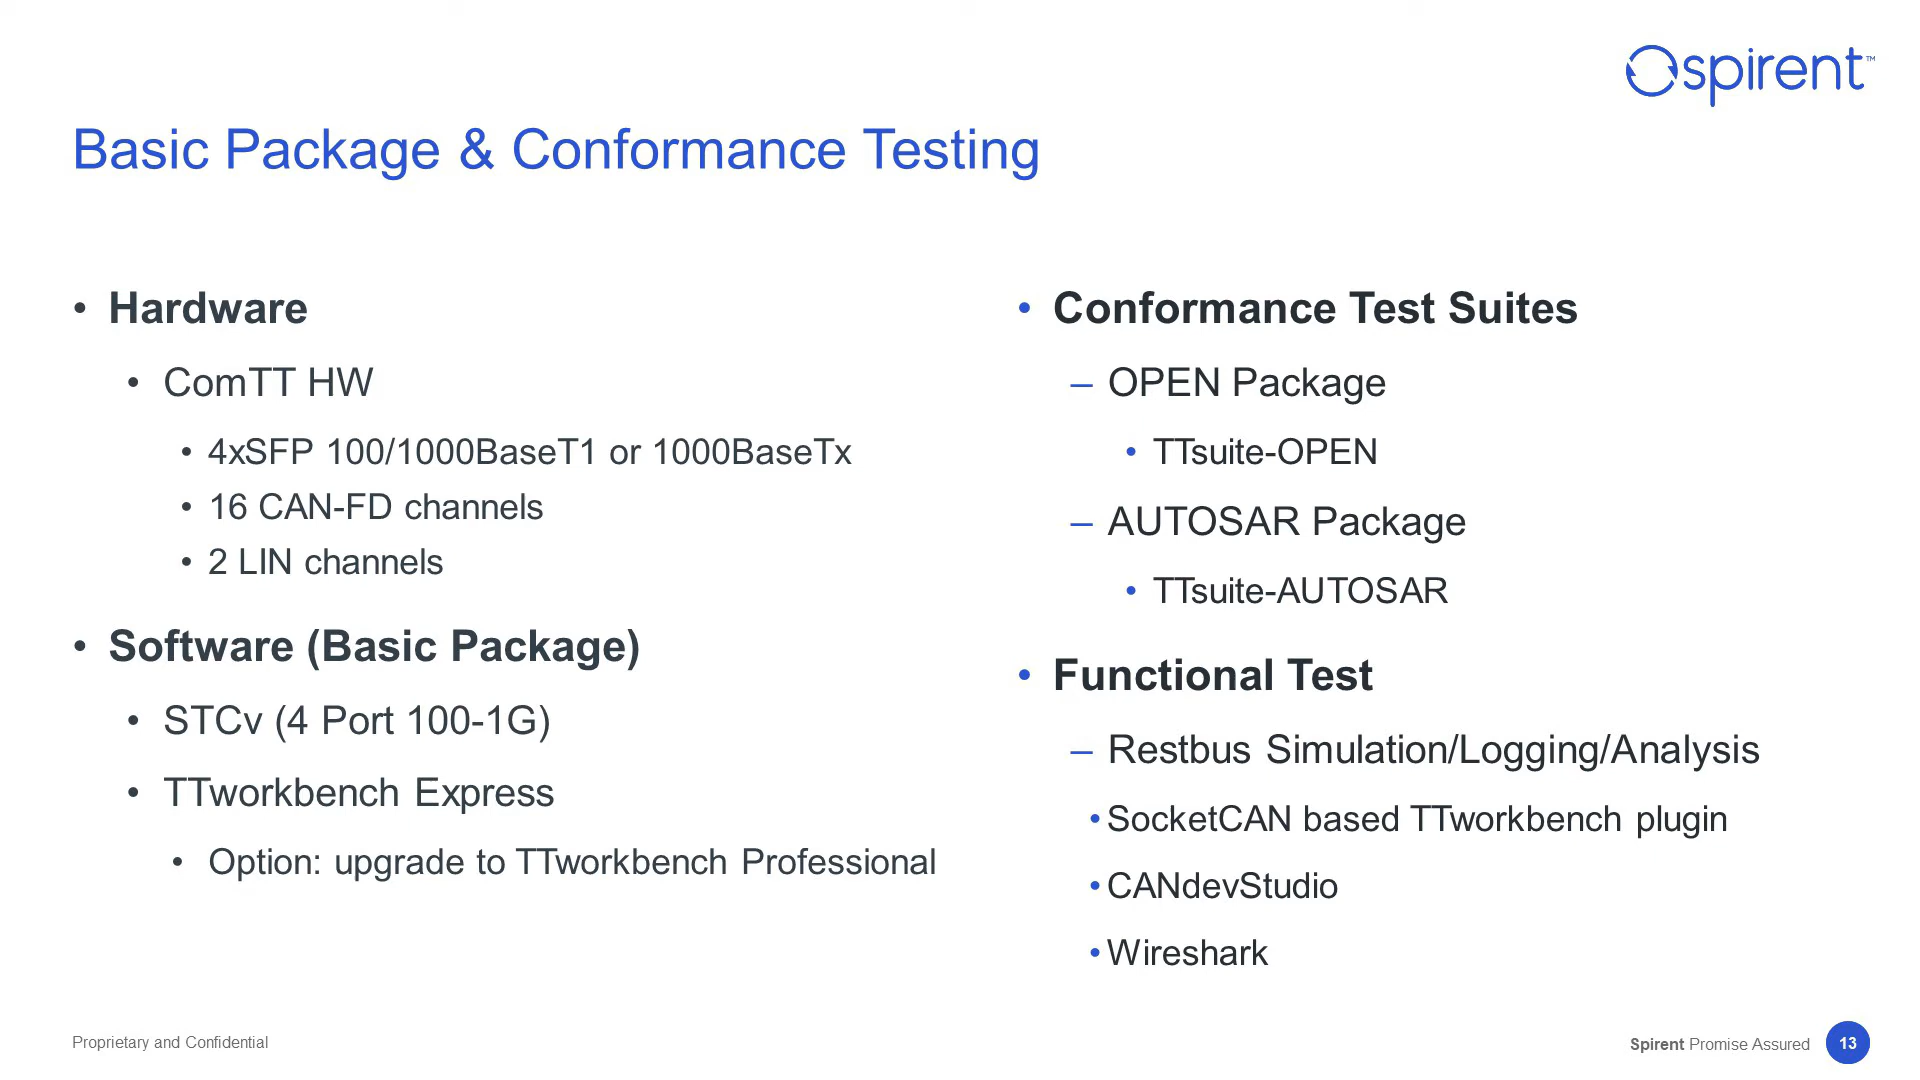 spirent™
Basic Package & Conformance Testing
• Hardware
• ComTT HW
• 4xSFP 100/1000BaseT1 or 1000BaseTx
• 16 CAN-FD channels
• 2 LIN channels
• Software (Basic Package)
• STCv (4 Port 100-1G)
• TTworkbench Express
• Option: upgrade to TTworkbench Professional
• Conformance Test Suites
– OPEN Package
• TTsuite-OPEN
– AUTOSAR Package
• TTsuite-AUTOSAR
• Functional Test
– Restbus Simulation/Logging/Analysis
• SocketCAN based TTworkbench plugin
• CANdevStudio
• Wireshark
Proprietary and Confidential
Spirent Promise Assured 13